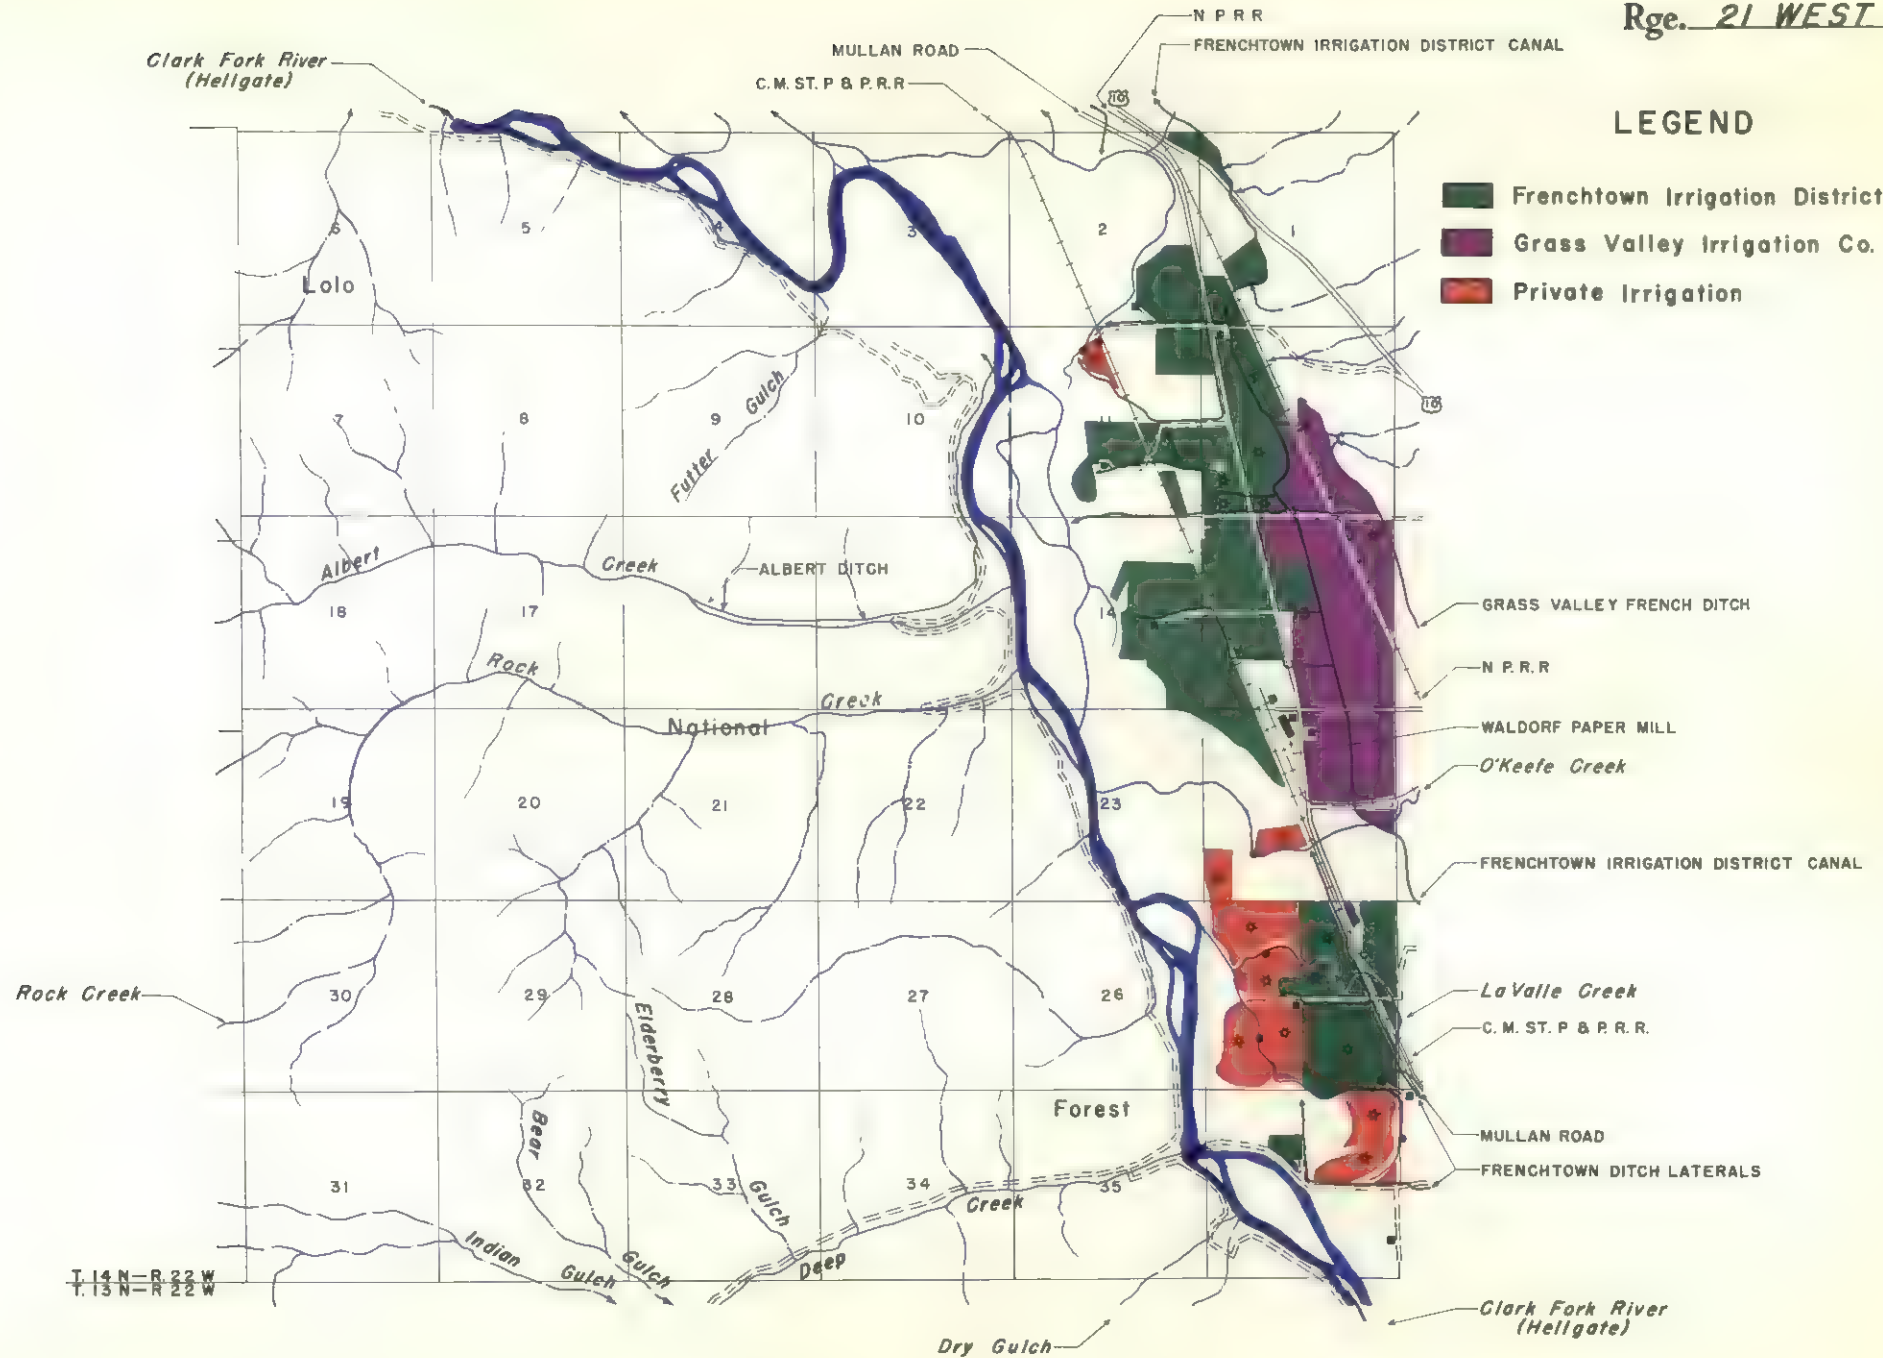 Rge. 21 WEST
N P R R
FRENCHTOWN IRRIGATION DISTRICT CANAL
MULLAN ROAD
C.M. ST. P & P. R.R
Clark Fork River
(Hellgate)
10
LEGEND
Frenchtown Irrigation District
Grass Valley Irrigation Co.
Private Irrigation
6
5
4
3
2
1
Lolo
7
8
9
10
11
10
Futter Gulch
Albert Creek
ALBERT DITCH
18
17
14
GRASS VALLEY FRENCH DITCH
Rock Creek
N P. R. R
National
WALDORF PAPER MILL
O'Keefe Creek
19
20
21
22
23
FRENCHTOWN IRRIGATION DISTRICT CANAL
Rock Creek
30
29
28
27
26
La Valle Creek
C. M. ST. P & P. R. R.
Elderberry Gulch
Bear Gulch
Forest
MULLAN ROAD
FRENCHTOWN DITCH LATERALS
31
32
33
34
35
Deep Creek
Indian Gulch
T. 14 N–R. 22 W
T. 13 N–R 22 W
Clark Fork River
(Hellgate)
Dry Gulch